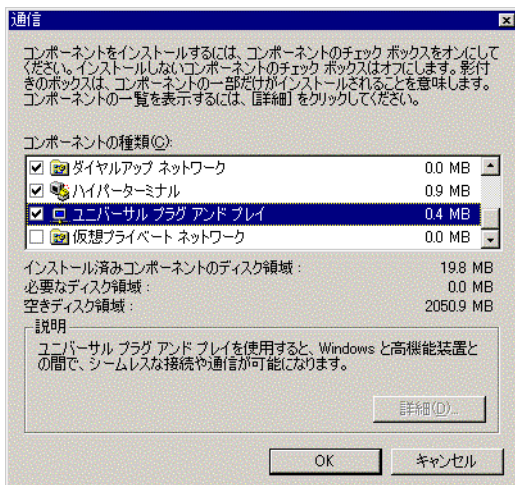 通信
コンポーネントをインストールするには、コンポーネントのチェック ボックスをオンにして
ください。インストールしないコンポーネントのチェック ボックスはオフにします。影付
きのボックスは、コンポーネントの一部だけがインストールされることを意味します。
コンポーネントの一覧を表示するには、[詳細] をクリックしてください。
コンポーネントの種類(C):
ダイヤルアップ ネットワーク 0.0 MB
ハイパーターミナル 0.9 MB
ユニバーサル プラグ アンド プレイ 0.4 MB
仮想プライベート ネットワーク 0.0 MB
インストール済みコンポーネントのディスク領域 : 19.8 MB
必要なディスク領域 : 0.0 MB
空きディスク領域 : 2050.9 MB
説明
ユニバーサル プラグ アンド プレイを使用すると、Windows と高機能装置と
の間で、シームレスな接続や通信が可能になります。
詳細(D)...
OK キャンセル